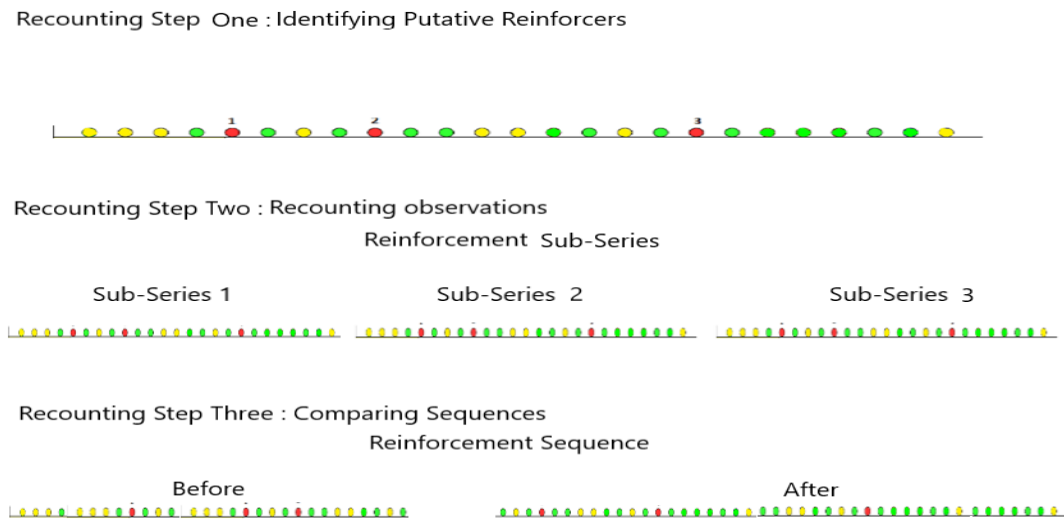 Recounting Step One : Identifying Putative Reinforcers
1 2 3
Recounting Step Two : Recounting observations
Reinforcement Sub-Series
Sub-Series 1 Sub-Series 2 Sub-Series 3
Recounting Step Three : Comparing Sequences
Reinforcement Sequence
Before After